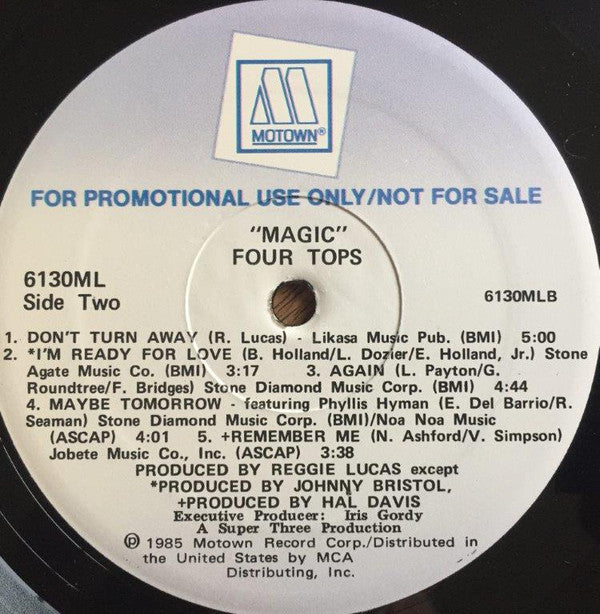 MOTOWN®
FOR PROMOTIONAL USE ONLY/NOT FOR SALE
"MAGIC"
FOUR TOPS
6130ML
Side Two
6130MLB
1. DON'T TURN AWAY (R. Lucas) - Likasa Music Pub. (BMI) 5:00
2. *I'M READY FOR LOVE (B. Holland/L. Dozier/E. Holland, Jr.) Stone
Agate Music Co. (BMI) 3:17 3. AGAIN (L. Payton/G.
Roundtree/F. Bridges) Stone Diamond Music Corp. (BMI) 4:44
4. MAYBE TOMORROW - featuring Phyllis Hyman (E. Del Barrio/R.
Seaman) Stone Diamond Music Corp. (BMI)/Noa Noa Music
(ASCAP) 4:01 5. +REMEMBER ME (N. Ashford/V. Simpson)
Jobete Music Co., Inc. (ASCAP) 3:38
PRODUCED BY REGGIE LUCAS except
*PRODUCED BY JOHNNY BRISTOL,
+PRODUCED BY HAL DAVIS
Executive Producer: Iris Gordy
A Super Three Production
℗ 1985 Motown Record Corp./Distributed in
the United States by MCA
Distributing, Inc.